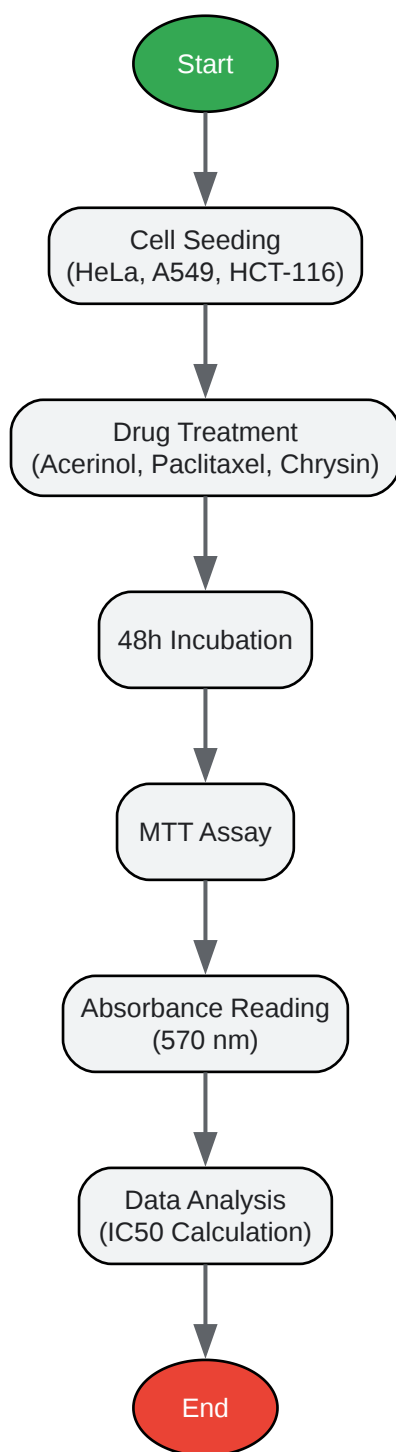 Start
Cell Seeding
(HeLa, A549, HCT-116)
Drug Treatment
(Acerinol, Paclitaxel, Chrysin)
48h Incubation
MTT Assay
Absorbance Reading
(570 nm)
Data Analysis
(IC50 Calculation)
End